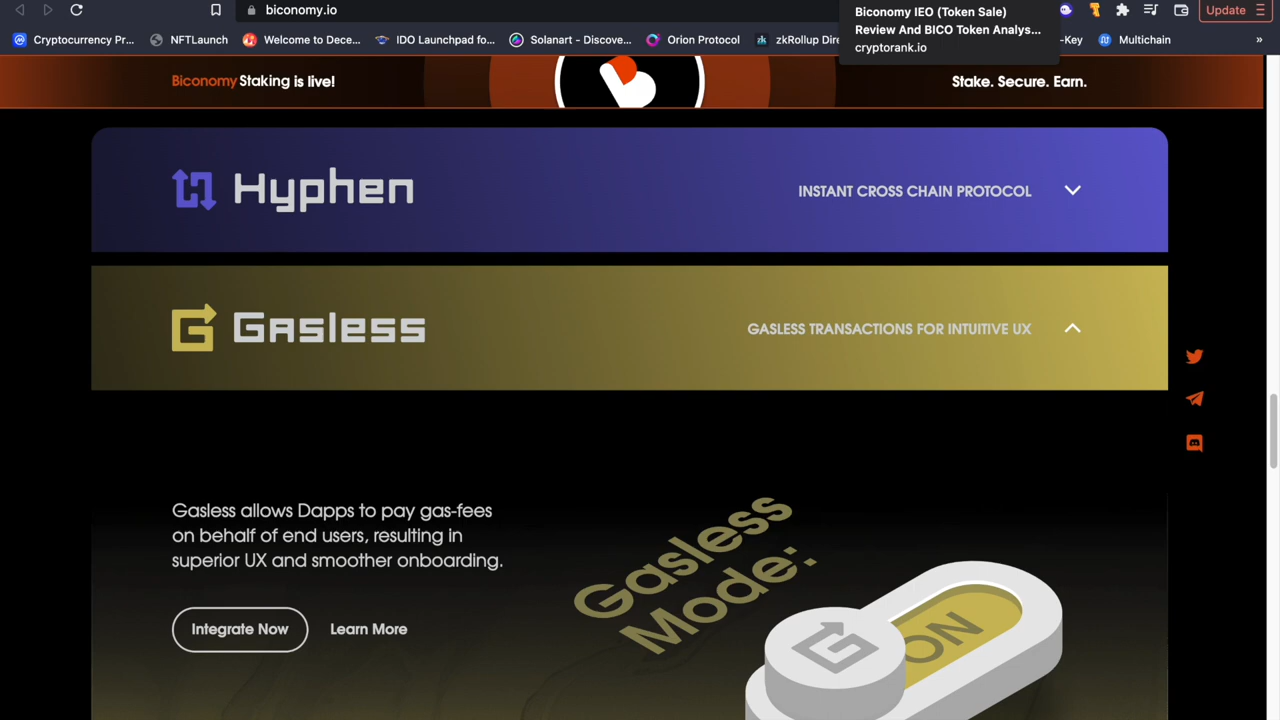 biconomy.io
Biconomy IEO (Token Sale)
Review And BICO Token Analys...
cryptorank.io
Update
Cryptocurrency Pr...
NFTLaunch
Welcome to Dece...
IDO Launchpad fo...
Solanart - Discove...
Orion Protocol
zkRollup Dire
-Key
Multichain
»
Biconomy Staking is live!
Stake. Secure. Earn.
Hyphen
INSTANT CROSS CHAIN PROTOCOL
Gasless
GASLESS TRANSACTIONS FOR INTUITIVE UX
Gasless allows Dapps to pay gas-fees
on behalf of end users, resulting in
superior UX and smoother onboarding.
Integrate Now
Learn More
Gasless
Mode:
ON